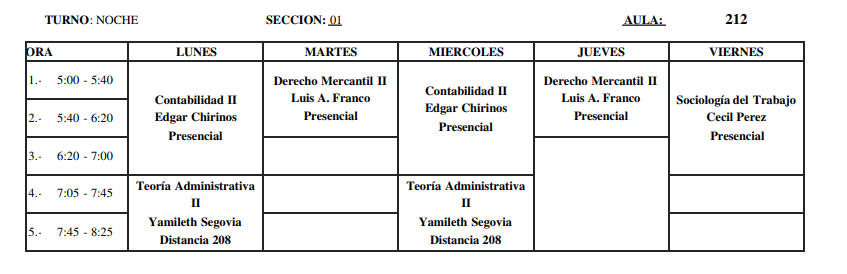 TURNO: NOCHE SECCION: 01 AULA: 212
ORA LUNES MARTES MIERCOLES JUEVES VIERNES
1.- 5:00 - 5:40
2.- 5:40 - 6:20
3.- 6:20 - 7:00
4.- 7:05 - 7:45
5.- 7:45 - 8:25
Contabilidad II
Edgar Chirinos
Presencial
Teoría Administrativa
II
Yamileth Segovia
Distancia 208
Derecho Mercantil II
Luis A. Franco
Presencial
Contabilidad II
Edgar Chirinos
Presencial
Teoría Administrativa
II
Yamileth Segovia
Distancia 208
Derecho Mercantil II
Luis A. Franco
Presencial
Sociología del Trabajo
Cecil Perez
Presencial